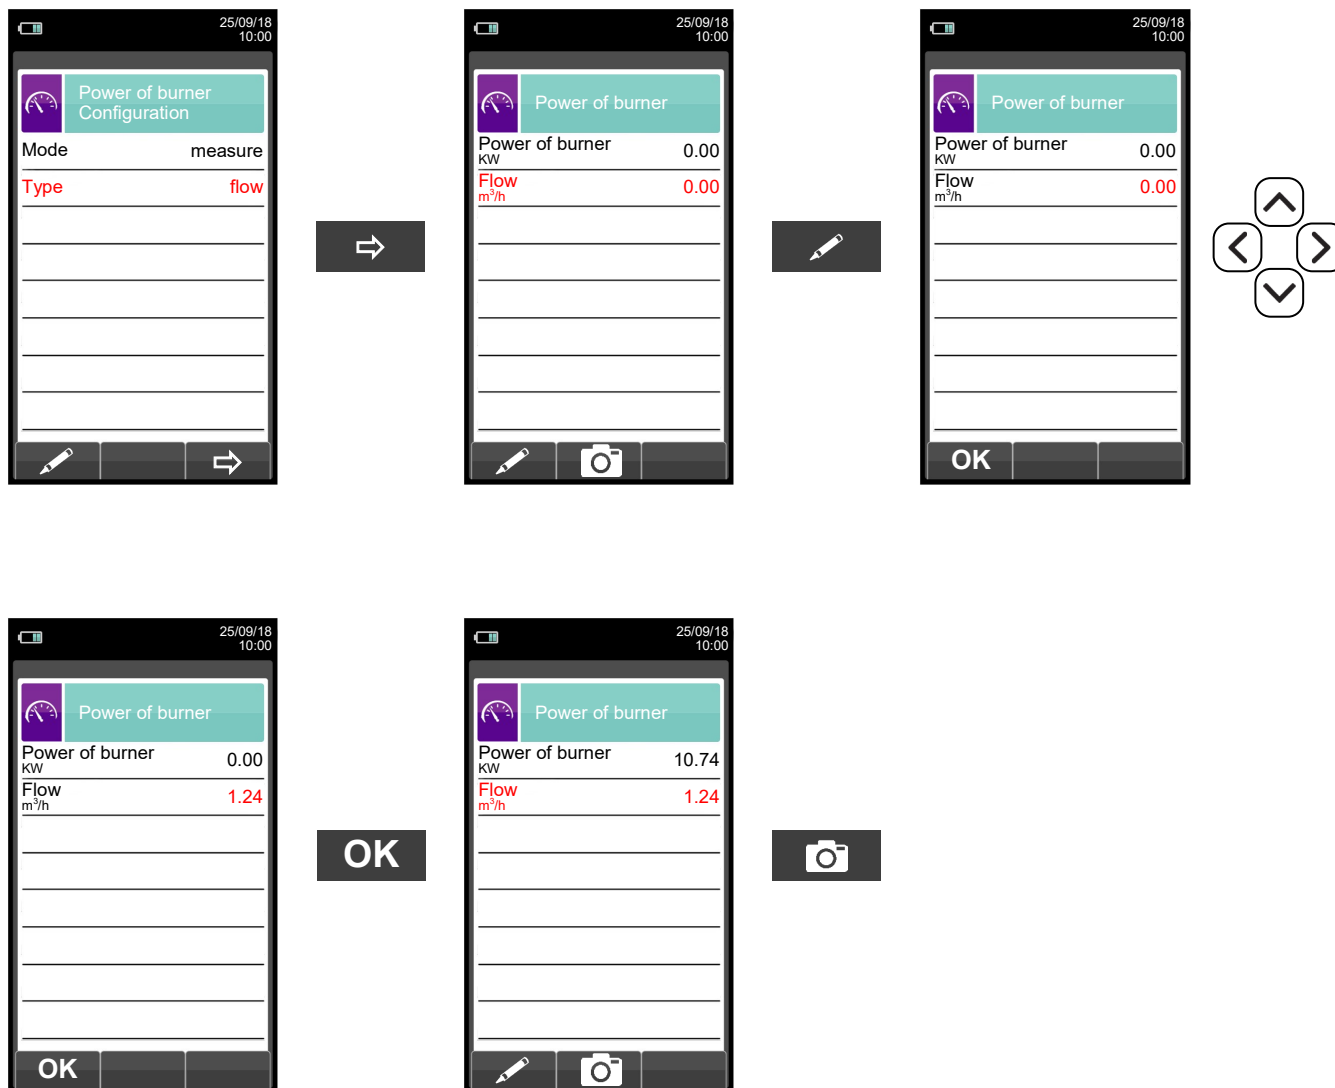 25/09/18
10:00
Power of burner
Configuration
Mode measure
Type flow
25/09/18
10:00
Power of burner
Power of burner 0.00
KW
Flow 0.00
m³/h
25/09/18
10:00
Power of burner
Power of burner 0.00
KW
Flow 0.00
m³/h
OK
25/09/18
10:00
Power of burner
Power of burner 0.00
KW
Flow 1.24
m³/h
OK
OK
25/09/18
10:00
Power of burner
Power of burner 10.74
KW
Flow 1.24
m³/h